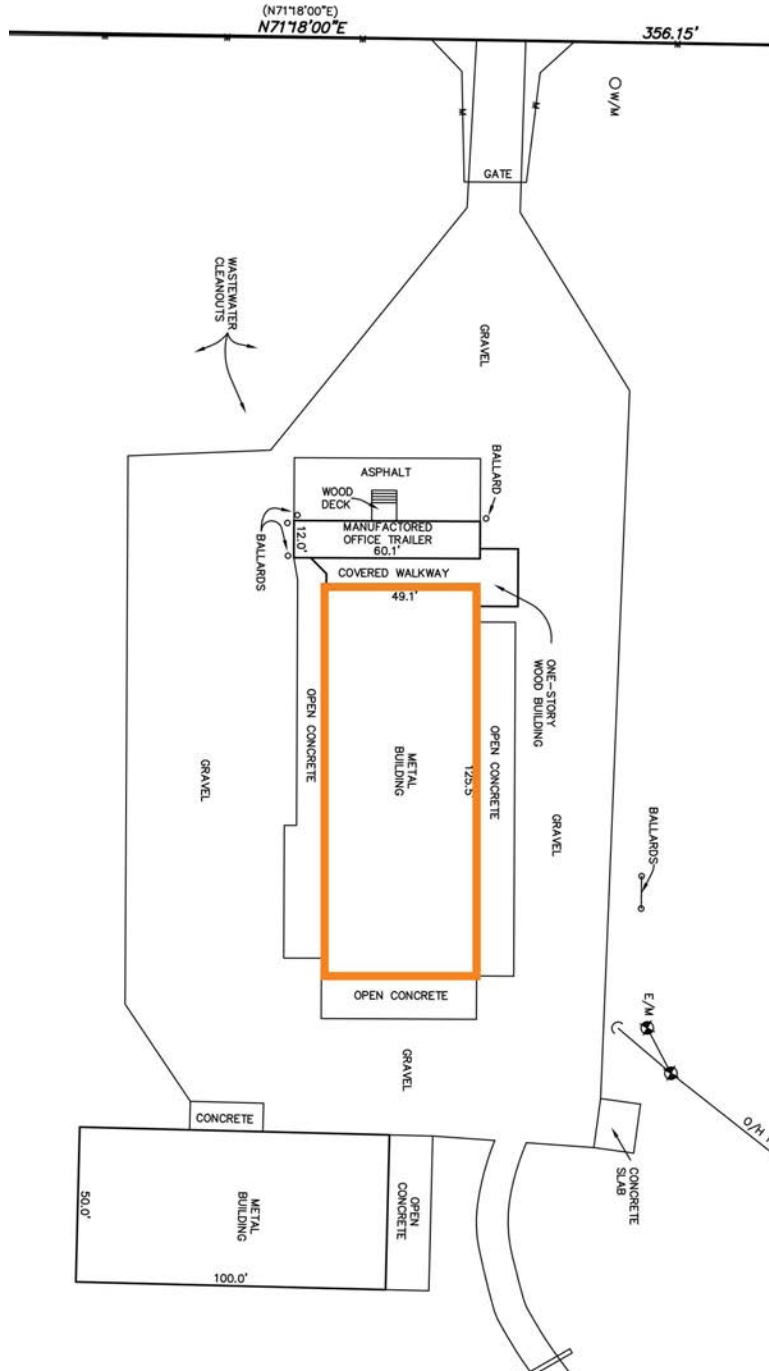 (N71°18'00"E)
N71°18'00"E
356.15'
W/M
GATE
WASTEWATER
CLEANOUTS
GRAVEL
BALLARD
ASPHALT
WOOD
DECK
MANUFACTORED
OFFICE TRAILER
60.1'
12.0'
BALLARDS
COVERED WALKWAY
49.1'
ONE-STORY
WOOD BUILDING
OPEN CONCRETE
METAL
BUILDING
125.5'
OPEN CONCRETE
GRAVEL
GRAVEL
BALLARDS
OPEN CONCRETE
E/M
GRAVEL
H/O
CONCRETE
CONCRETE
SLAB
OPEN
CONCRETE
METAL
BUILDING
50.0'
100.0'